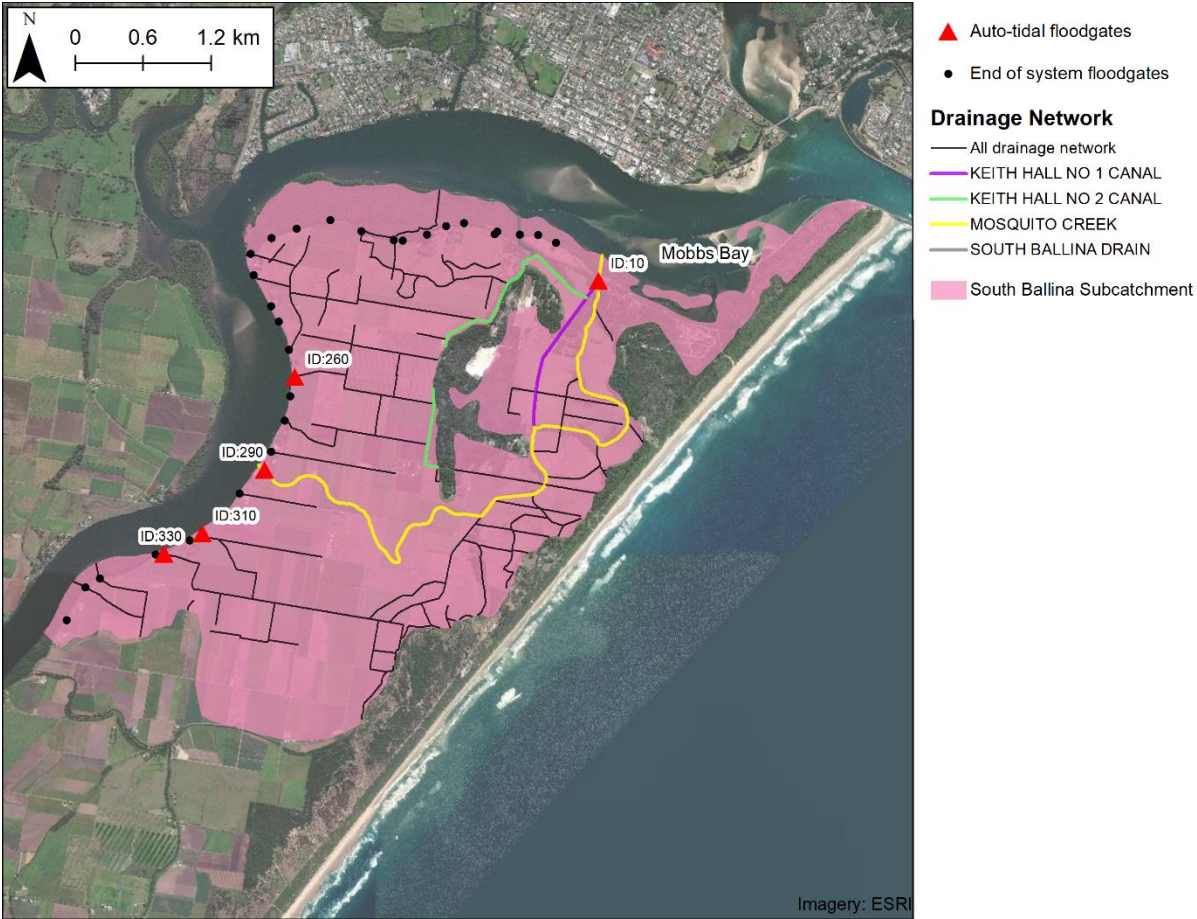 N
0 0.6 1.2 km
Auto-tidal floodgates
End of system floodgates
Drainage Network
All drainage network
KEITH HALL NO 1 CANAL
KEITH HALL NO 2 CANAL
MOSQUITO CREEK
SOUTH BALLINA DRAIN
South Ballina Subcatchment
Mobbs Bay
ID:10
ID:260
ID:290
ID:310
ID:330
Imagery: ESRI